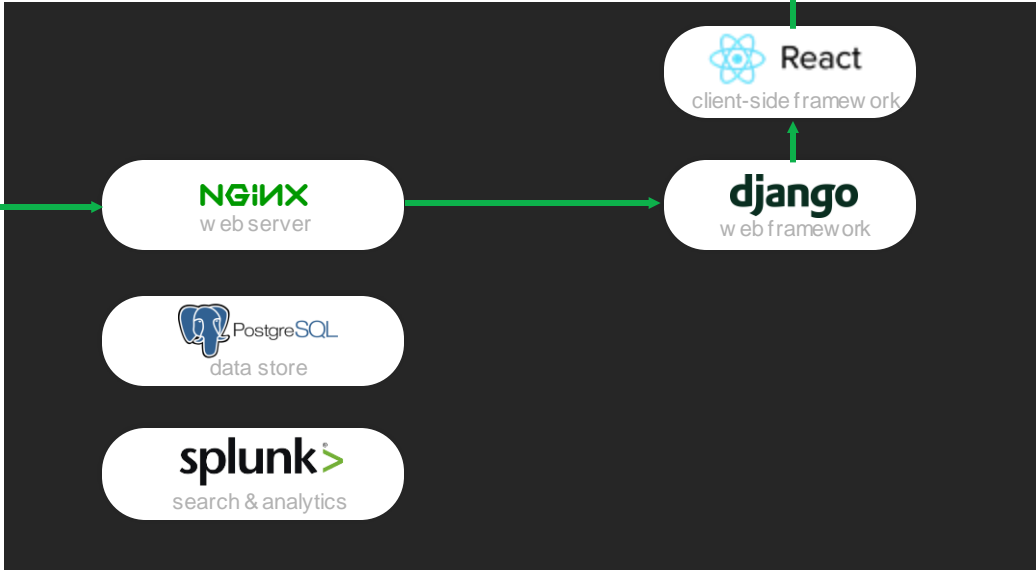 React
client-side framework
NGINX
web server
django
web framework
PostgreSQL
data store
splunk>
search & analytics